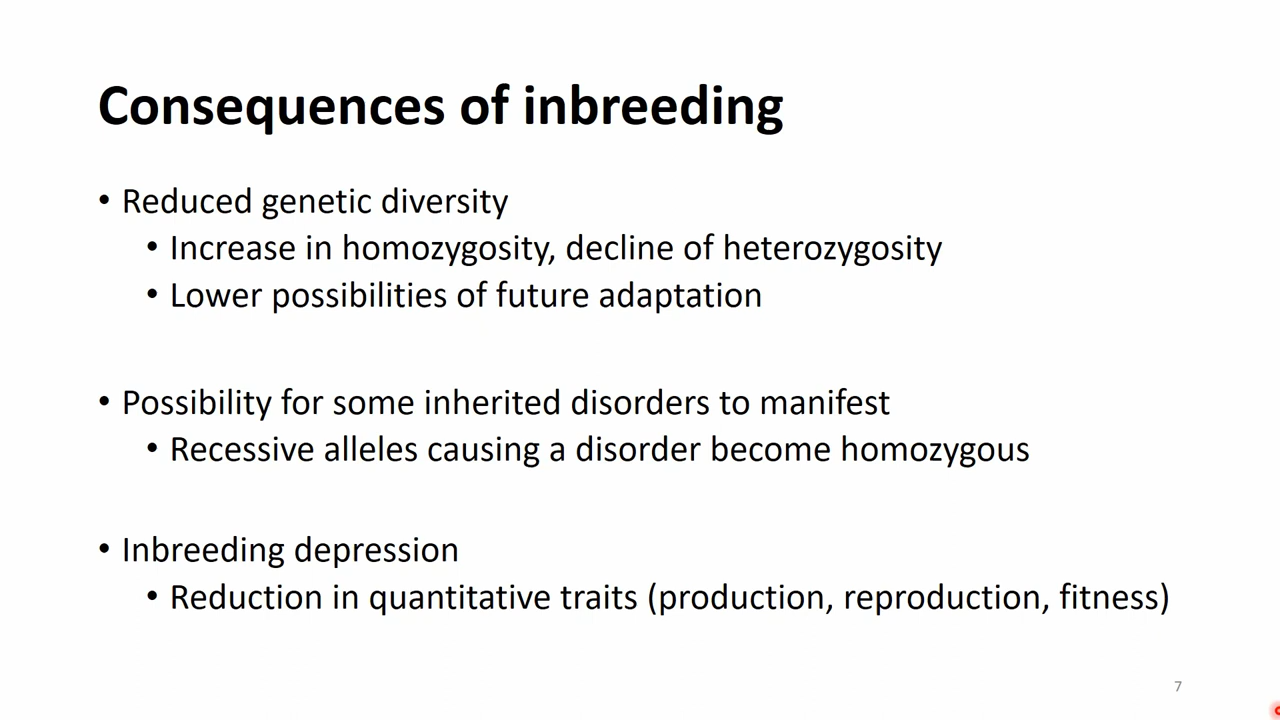 Consequences of inbreeding
• Reduced genetic diversity
• Increase in homozygosity, decline of heterozygosity
• Lower possibilities of future adaptation
• Possibility for some inherited disorders to manifest
• Recessive alleles causing a disorder become homozygous
• Inbreeding depression
• Reduction in quantitative traits (production, reproduction, fitness)
7